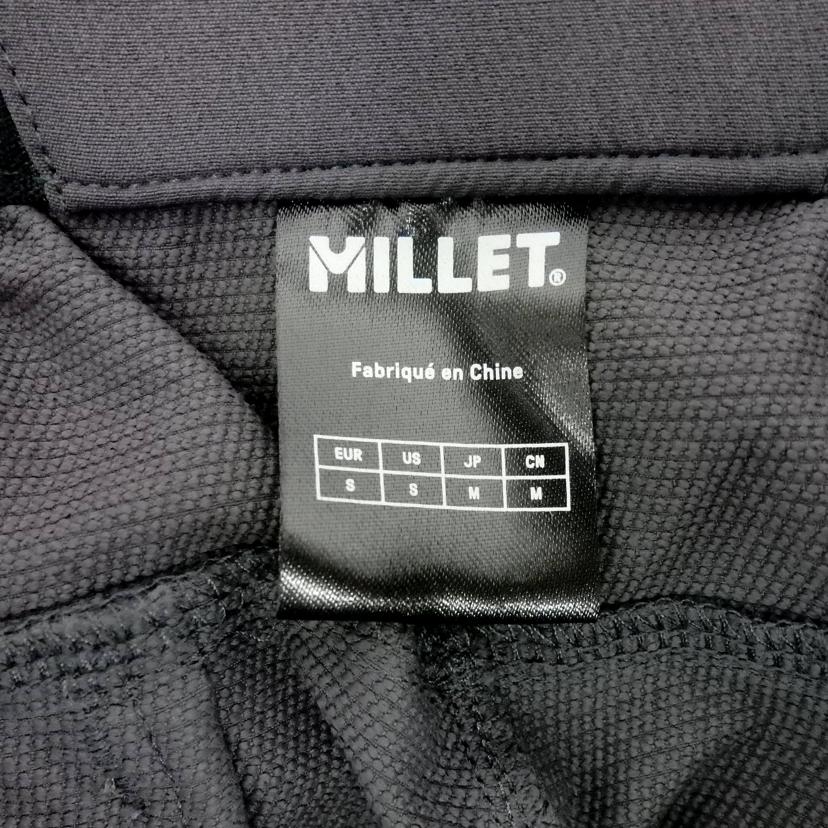 MILLET®
Fabriqué en Chine
EUR US JP CN
S S M M